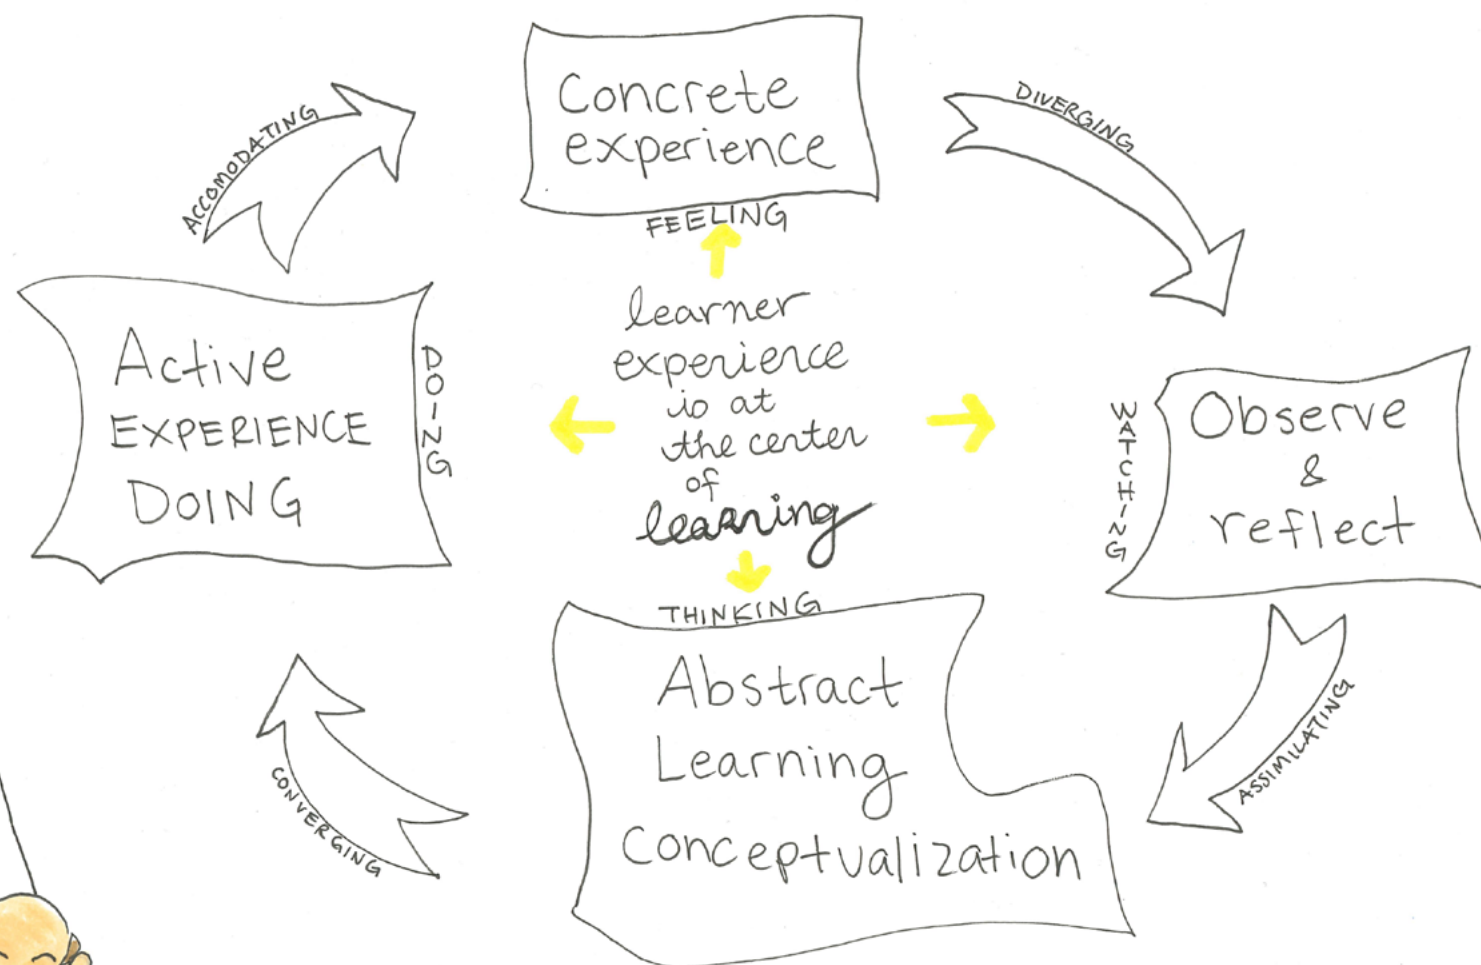 Concrete
experience
FEELING
DIVERGING
Observe
&
reflect
WATCHING
ASSIMILATING
THINKING
Abstract
Learning
Conceptualization
CONVERGING
Active
EXPERIENCE
DOING
DOING
ACCOMODATING
learner
experience
is at
the center
of
learning